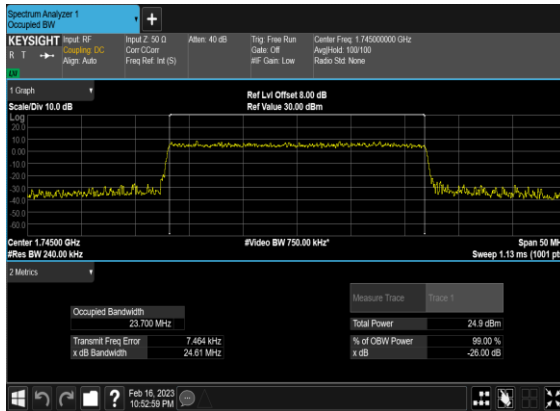 Spectrum Analyzer 1
Occupied BW
+
KEYSIGHT Input: RF Input Z: 50 Ω Atten: 40 dB Trig: Free Run Center Freq: 1.745000000 GHz
R T Coupling: DC Corr CCorr Gate: Off Avg|Hold: 100/100
Align: Auto Freq Ref: Int (S) #IF Gain: Low Radio Std: None
LXI
1 Graph
Ref Lvl Offset 8.00 dB
Scale/Div 10.0 dB Ref Value 30.00 dBm
Log
20.0
10.0
0.00
-10.0
-20.0
-30.0
-40.0
-50.0
-60.0
Center 1.74500 GHz #Video BW 750.00 kHz* Span 50 MH
#Res BW 240.00 kHz Sweep 1.13 ms (1001 pt
2 Metrics
Measure Trace Trace 1
Occupied Bandwidth
23.700 MHz Total Power 24.9 dBm
Transmit Freq Error 7.464 kHz % of OBW Power 99.00 %
x dB Bandwidth 24.61 MHz x dB -26.00 dB
? Feb 16, 2023
10:52:59 PM